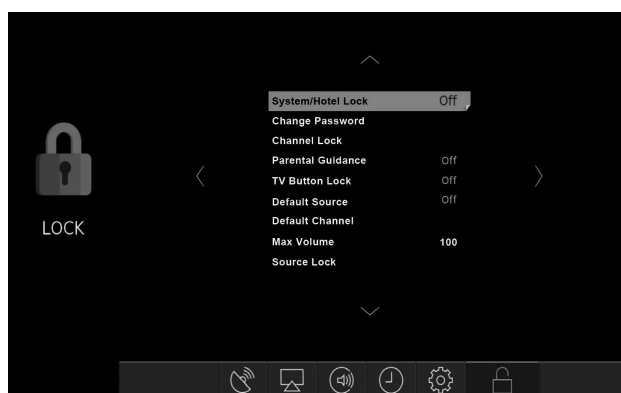 System/Hotel Lock Off
Change Password
Channel Lock
Parental Guidance Off
TV Button Lock Off
Default Source Off
Default Channel
Max Volume 100
Source Lock
LOCK